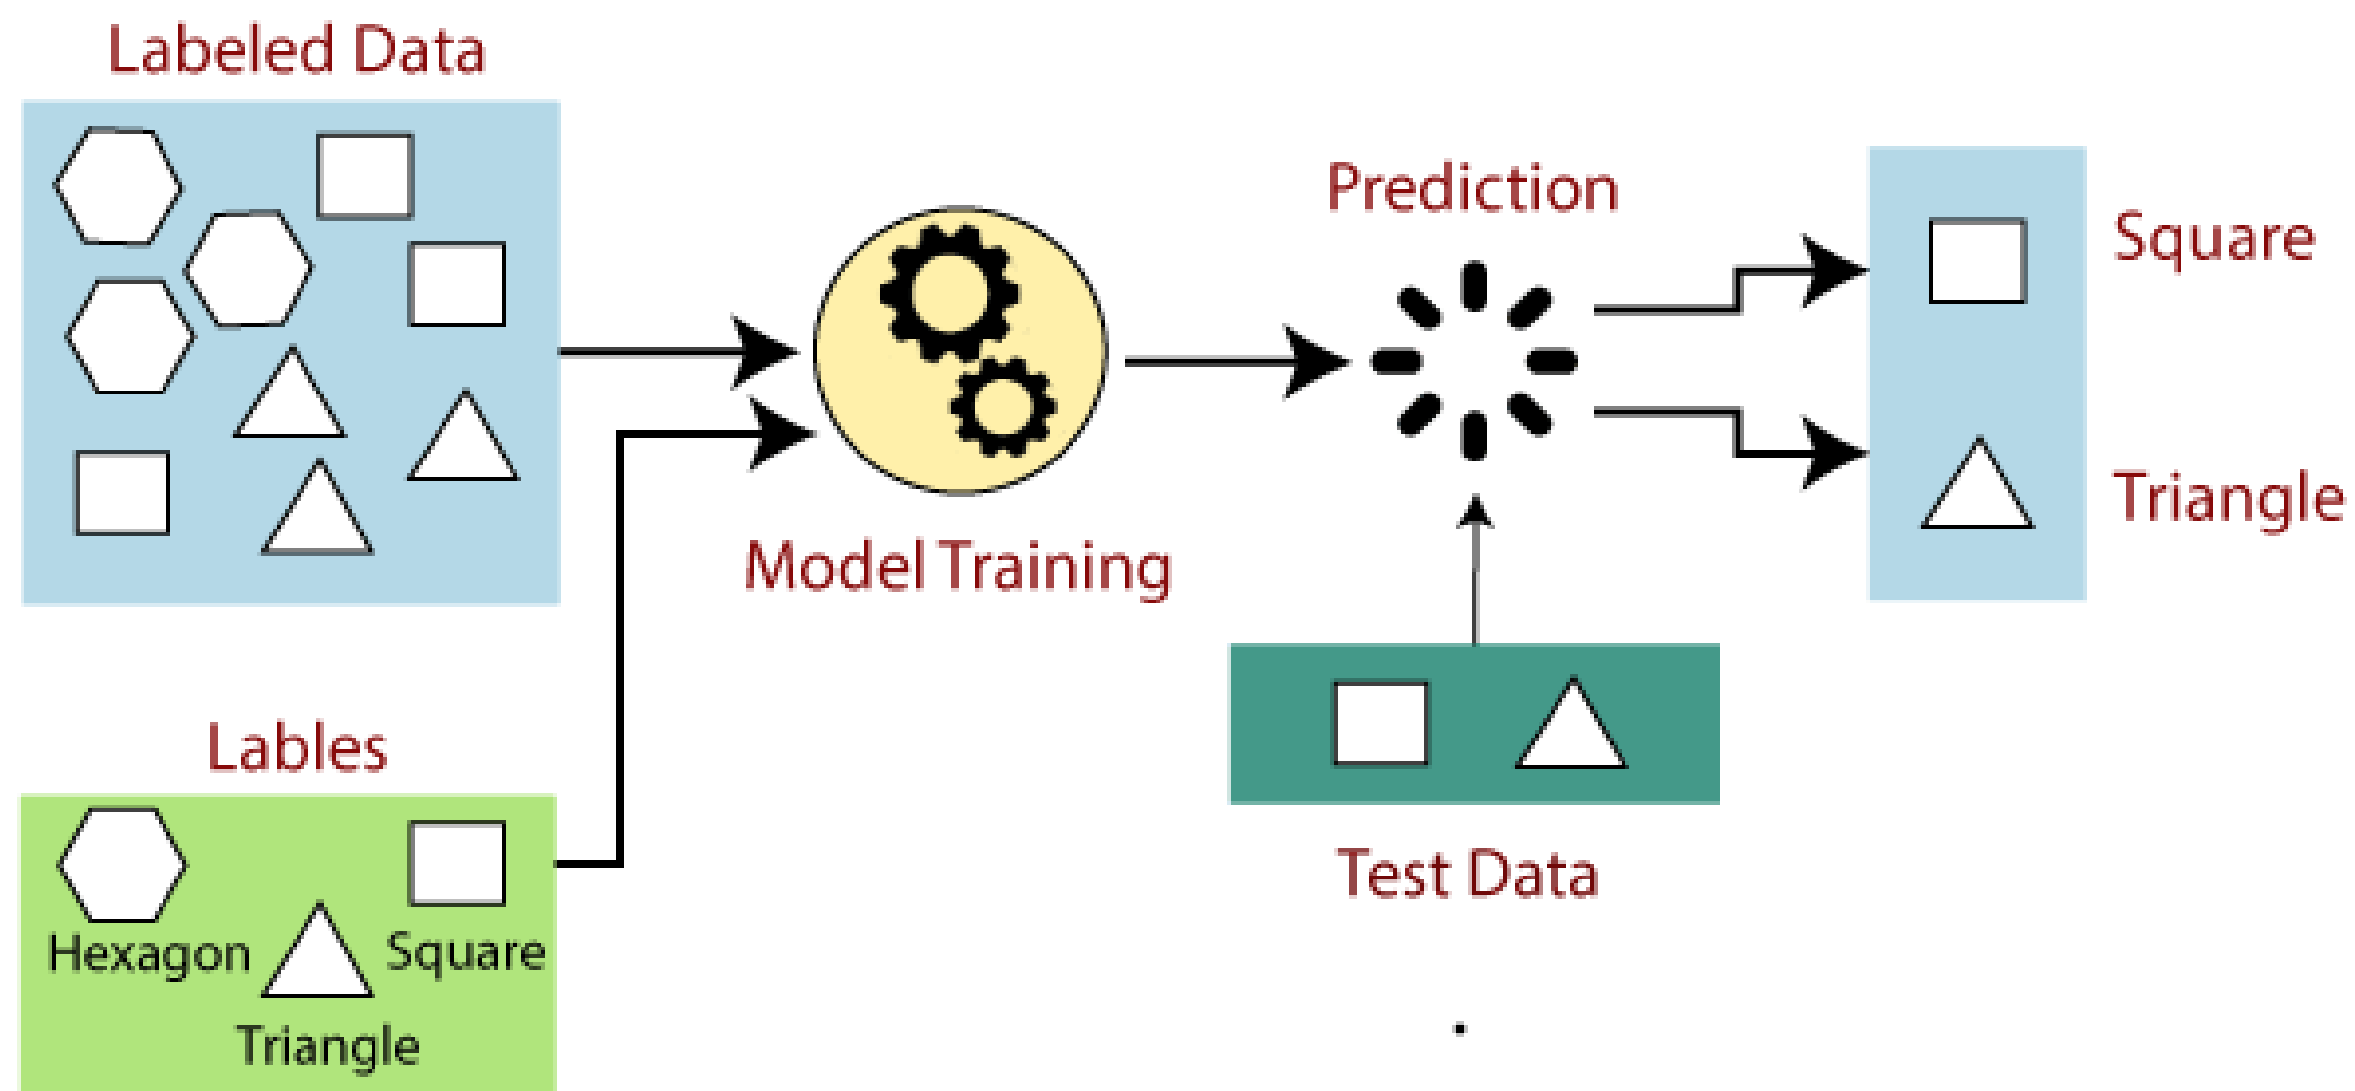 Labeled Data
Prediction
Square
Triangle
Model Training
Lables
Hexagon
Square
Triangle
Test Data